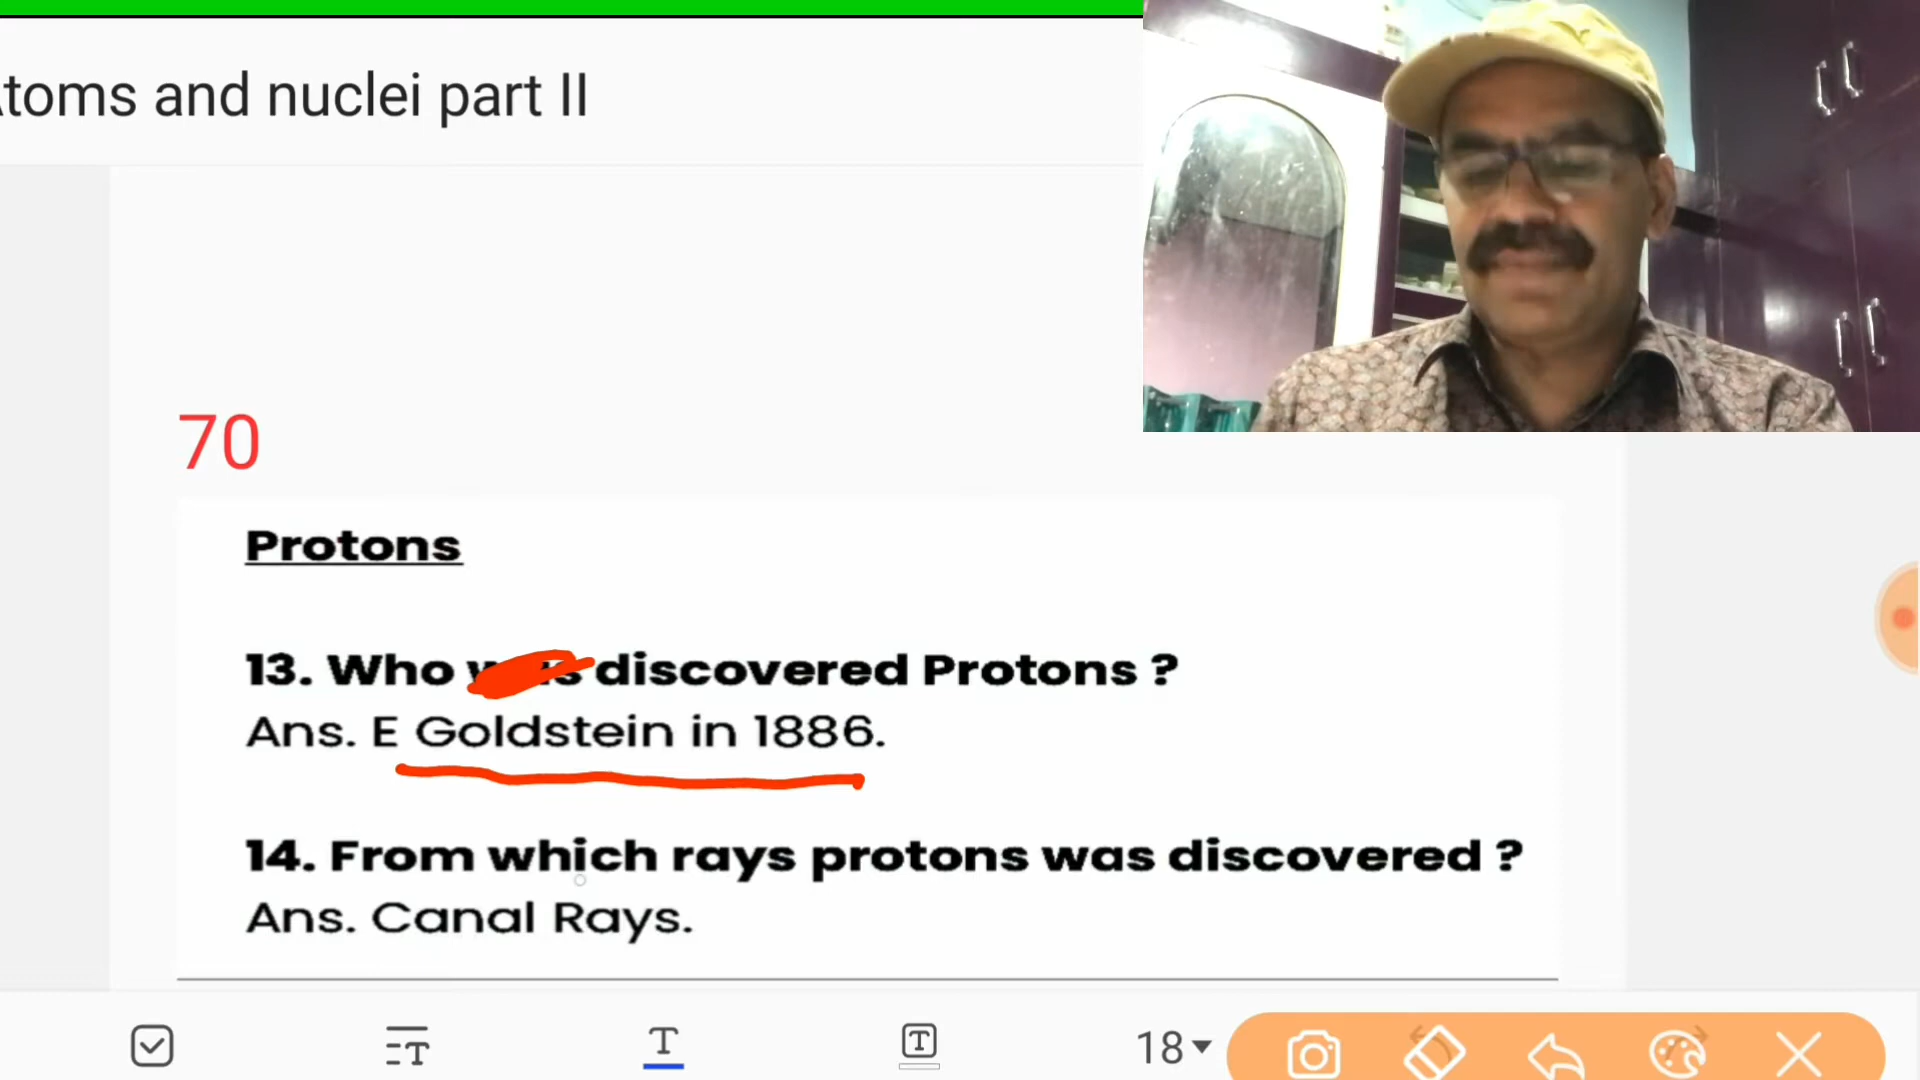 toms and nuclei part II
70
Protons
13. Who was discovered Protons ?
Ans. E Goldstein in 1886.
14. From which rays protons was discovered ?
Ans. Canal Rays.
18